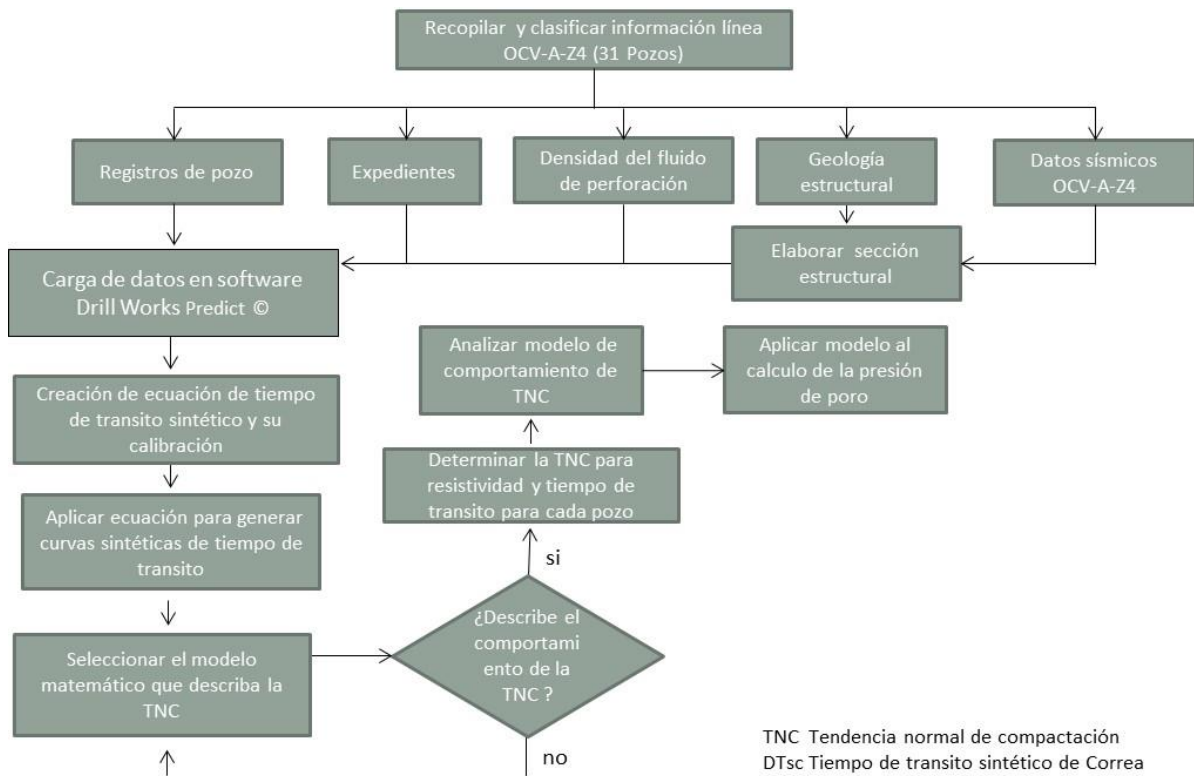 Recopilar y clasificar información línea
OCV-A-Z4 (31 Pozos)
Registros de pozo
Expedientes
Densidad del fluido
de perforación
Geología
estructural
Datos sísmicos
OCV-A-Z4
Elaborar sección
estructural
Carga de datos en software
Drill Works Predict ©
Creación de ecuación de tiempo
de transito sintético y su
calibración
Aplicar ecuación para generar
curvas sintéticas de tiempo de
transito
Seleccionar el modelo
matemático que describa la
TNC
¿Describe el
comportami
ento de la
TNC ?
si
no
Determinar la TNC para
resistividad y tiempo de
transito para cada pozo
Analizar modelo de
comportamiento de
TNC
Aplicar modelo al
calculo de la presión
de poro
TNC Tendencia normal de compactación
DTsc Tiempo de transito sintético de Correa